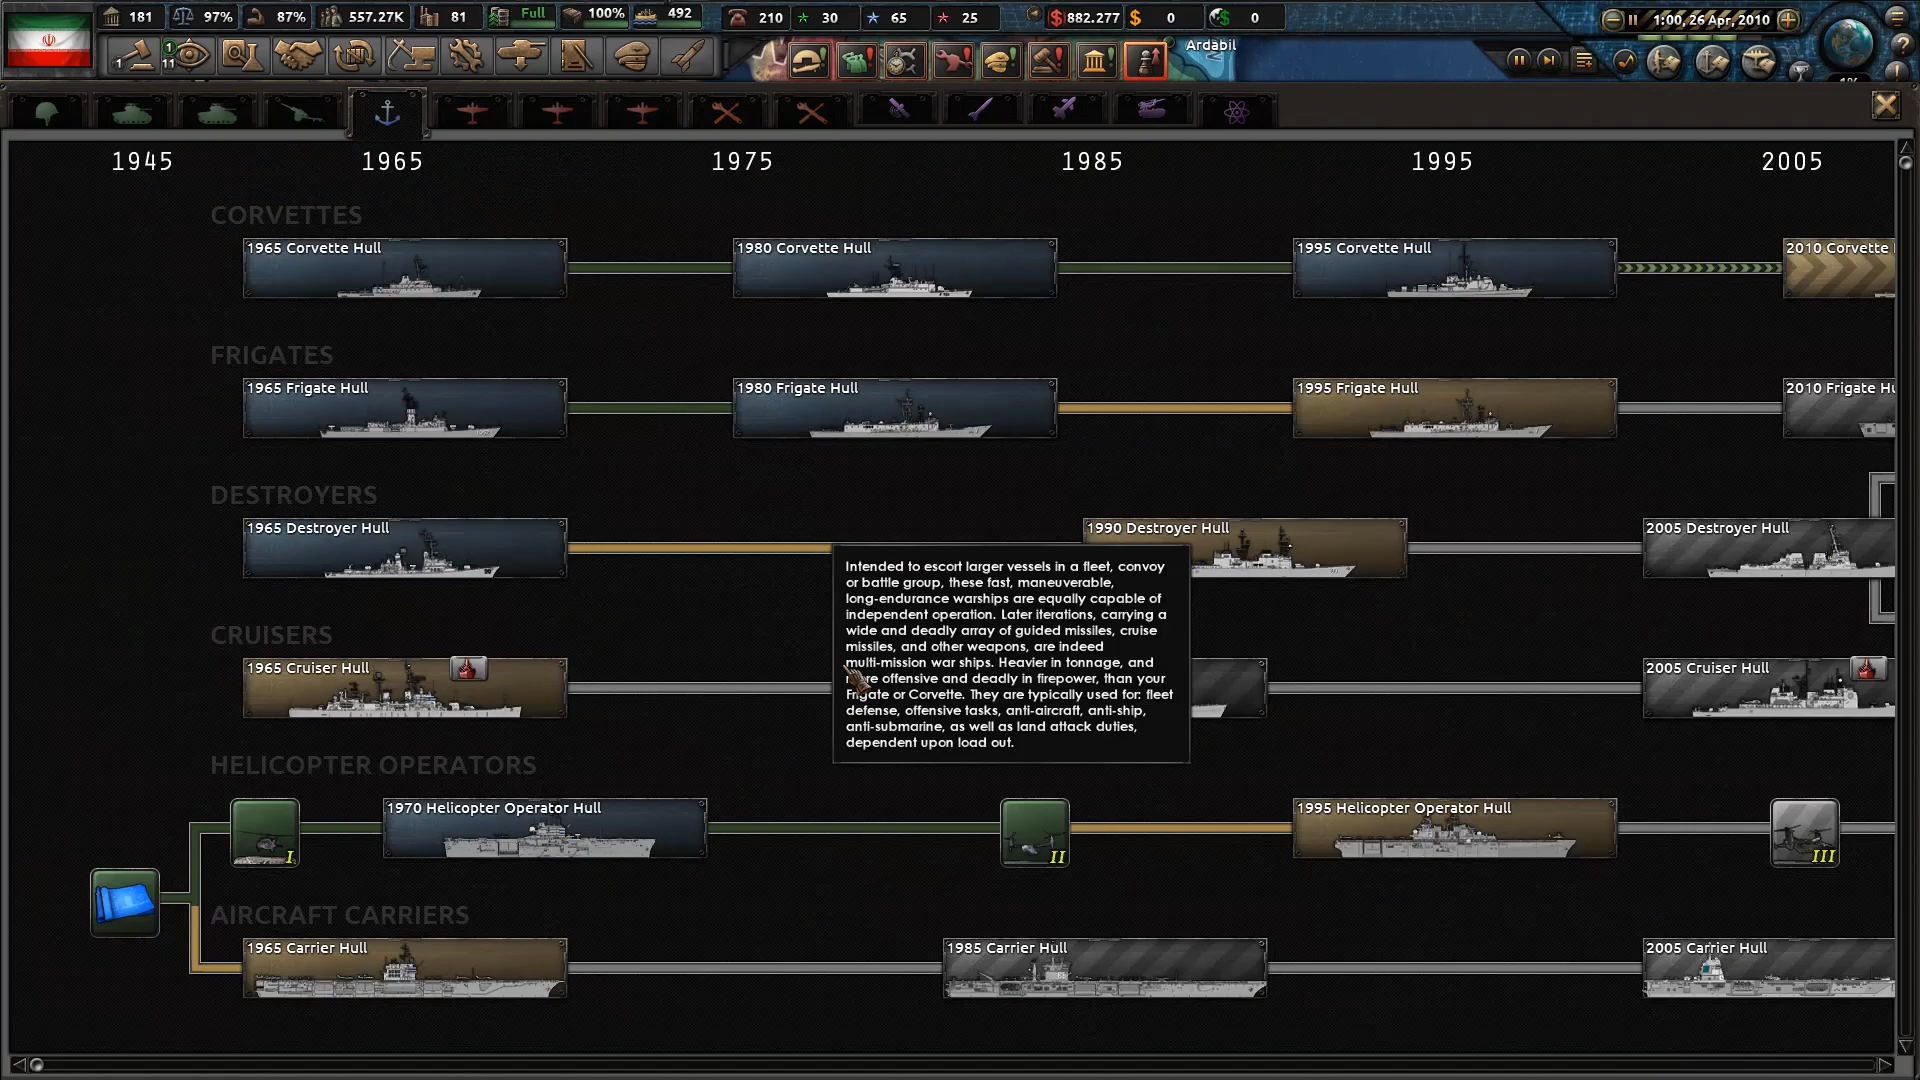 181 97% 87% 557.27K 81 Full 100% 492 210 30 65 25 882.277 0 0 1:00, 26 Apr, 2010
1 1 11 Ardabil
1%
1945 1965 1975 1985 1995 2005
CORVETTES
1965 Corvette Hull 1980 Corvette Hull 1995 Corvette Hull 2010 Corvette
FRIGATES
1965 Frigate Hull 1980 Frigate Hull 1995 Frigate Hull 2010 Frigate Hu
DESTROYERS
1965 Destroyer Hull 1990 Destroyer Hull 2005 Destroyer Hull
Intended to escort larger vessels in a fleet, convoy
or battle group, these fast, maneuverable,
long-endurance warships are equally capable of
independent operation. Later iterations, carrying a
wide and deadly array of guided missiles, cruise
missiles, and other weapons, are indeed
multi-mission war ships. Heavier in tonnage, and
re offensive and deadly in firepower, than your
Frigate or Corvette. They are typically used for: fleet
defense, offensive tasks, anti-aircraft, anti-ship,
anti-submarine, as well as land attack duties,
dependent upon load out.
CRUISERS
1965 Cruiser Hull 2005 Cruiser Hull
HELICOPTER OPERATORS
1970 Helicopter Operator Hull 1995 Helicopter Operator Hull
I II III
AIRCRAFT CARRIERS
1965 Carrier Hull 1985 Carrier Hull 2005 Carrier Hull